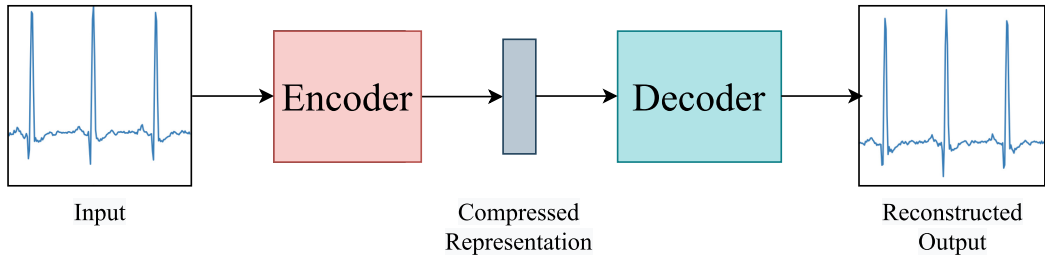 Encoder
Decoder
Input
Compressed
Representation
Reconstructed
Output